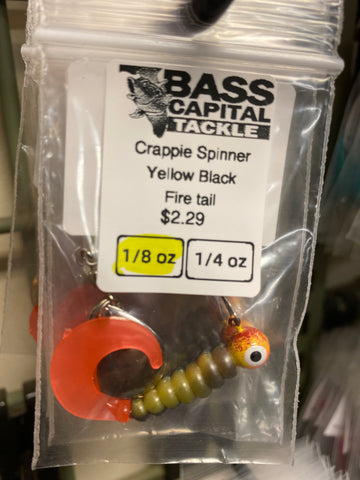 BASS
CAPITAL
TACKLE
Crappie Spinner
Yellow Black
Fire tail
$2.29
1/8 oz 1/4 oz